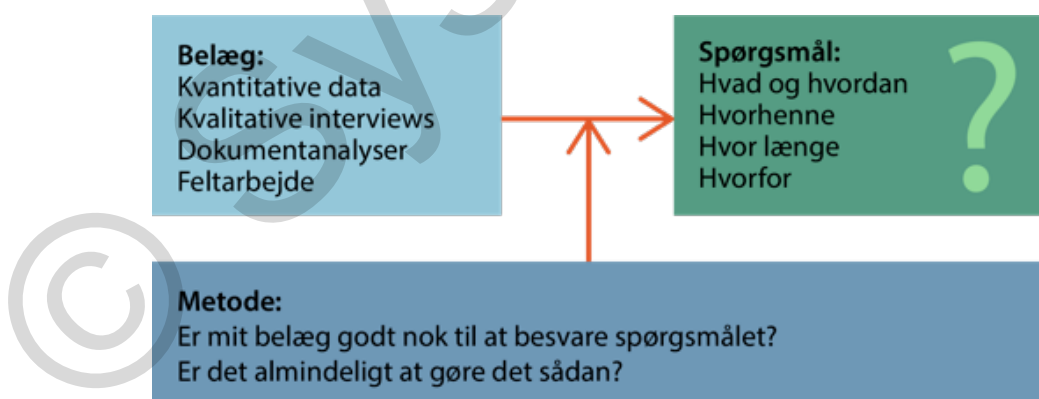 Belæg:
Kvantitative data
Kvalitative interviews
Dokumentanalyser
Feltarbejde
Spørgsmål:
Hvad og hvordan
Hvorhenne
Hvor længe
Hvorfor
?
Metode:
Er mit belæg godt nok til at besvare spørgsmålet?
Er det almindeligt at gøre det sådan?
© sys